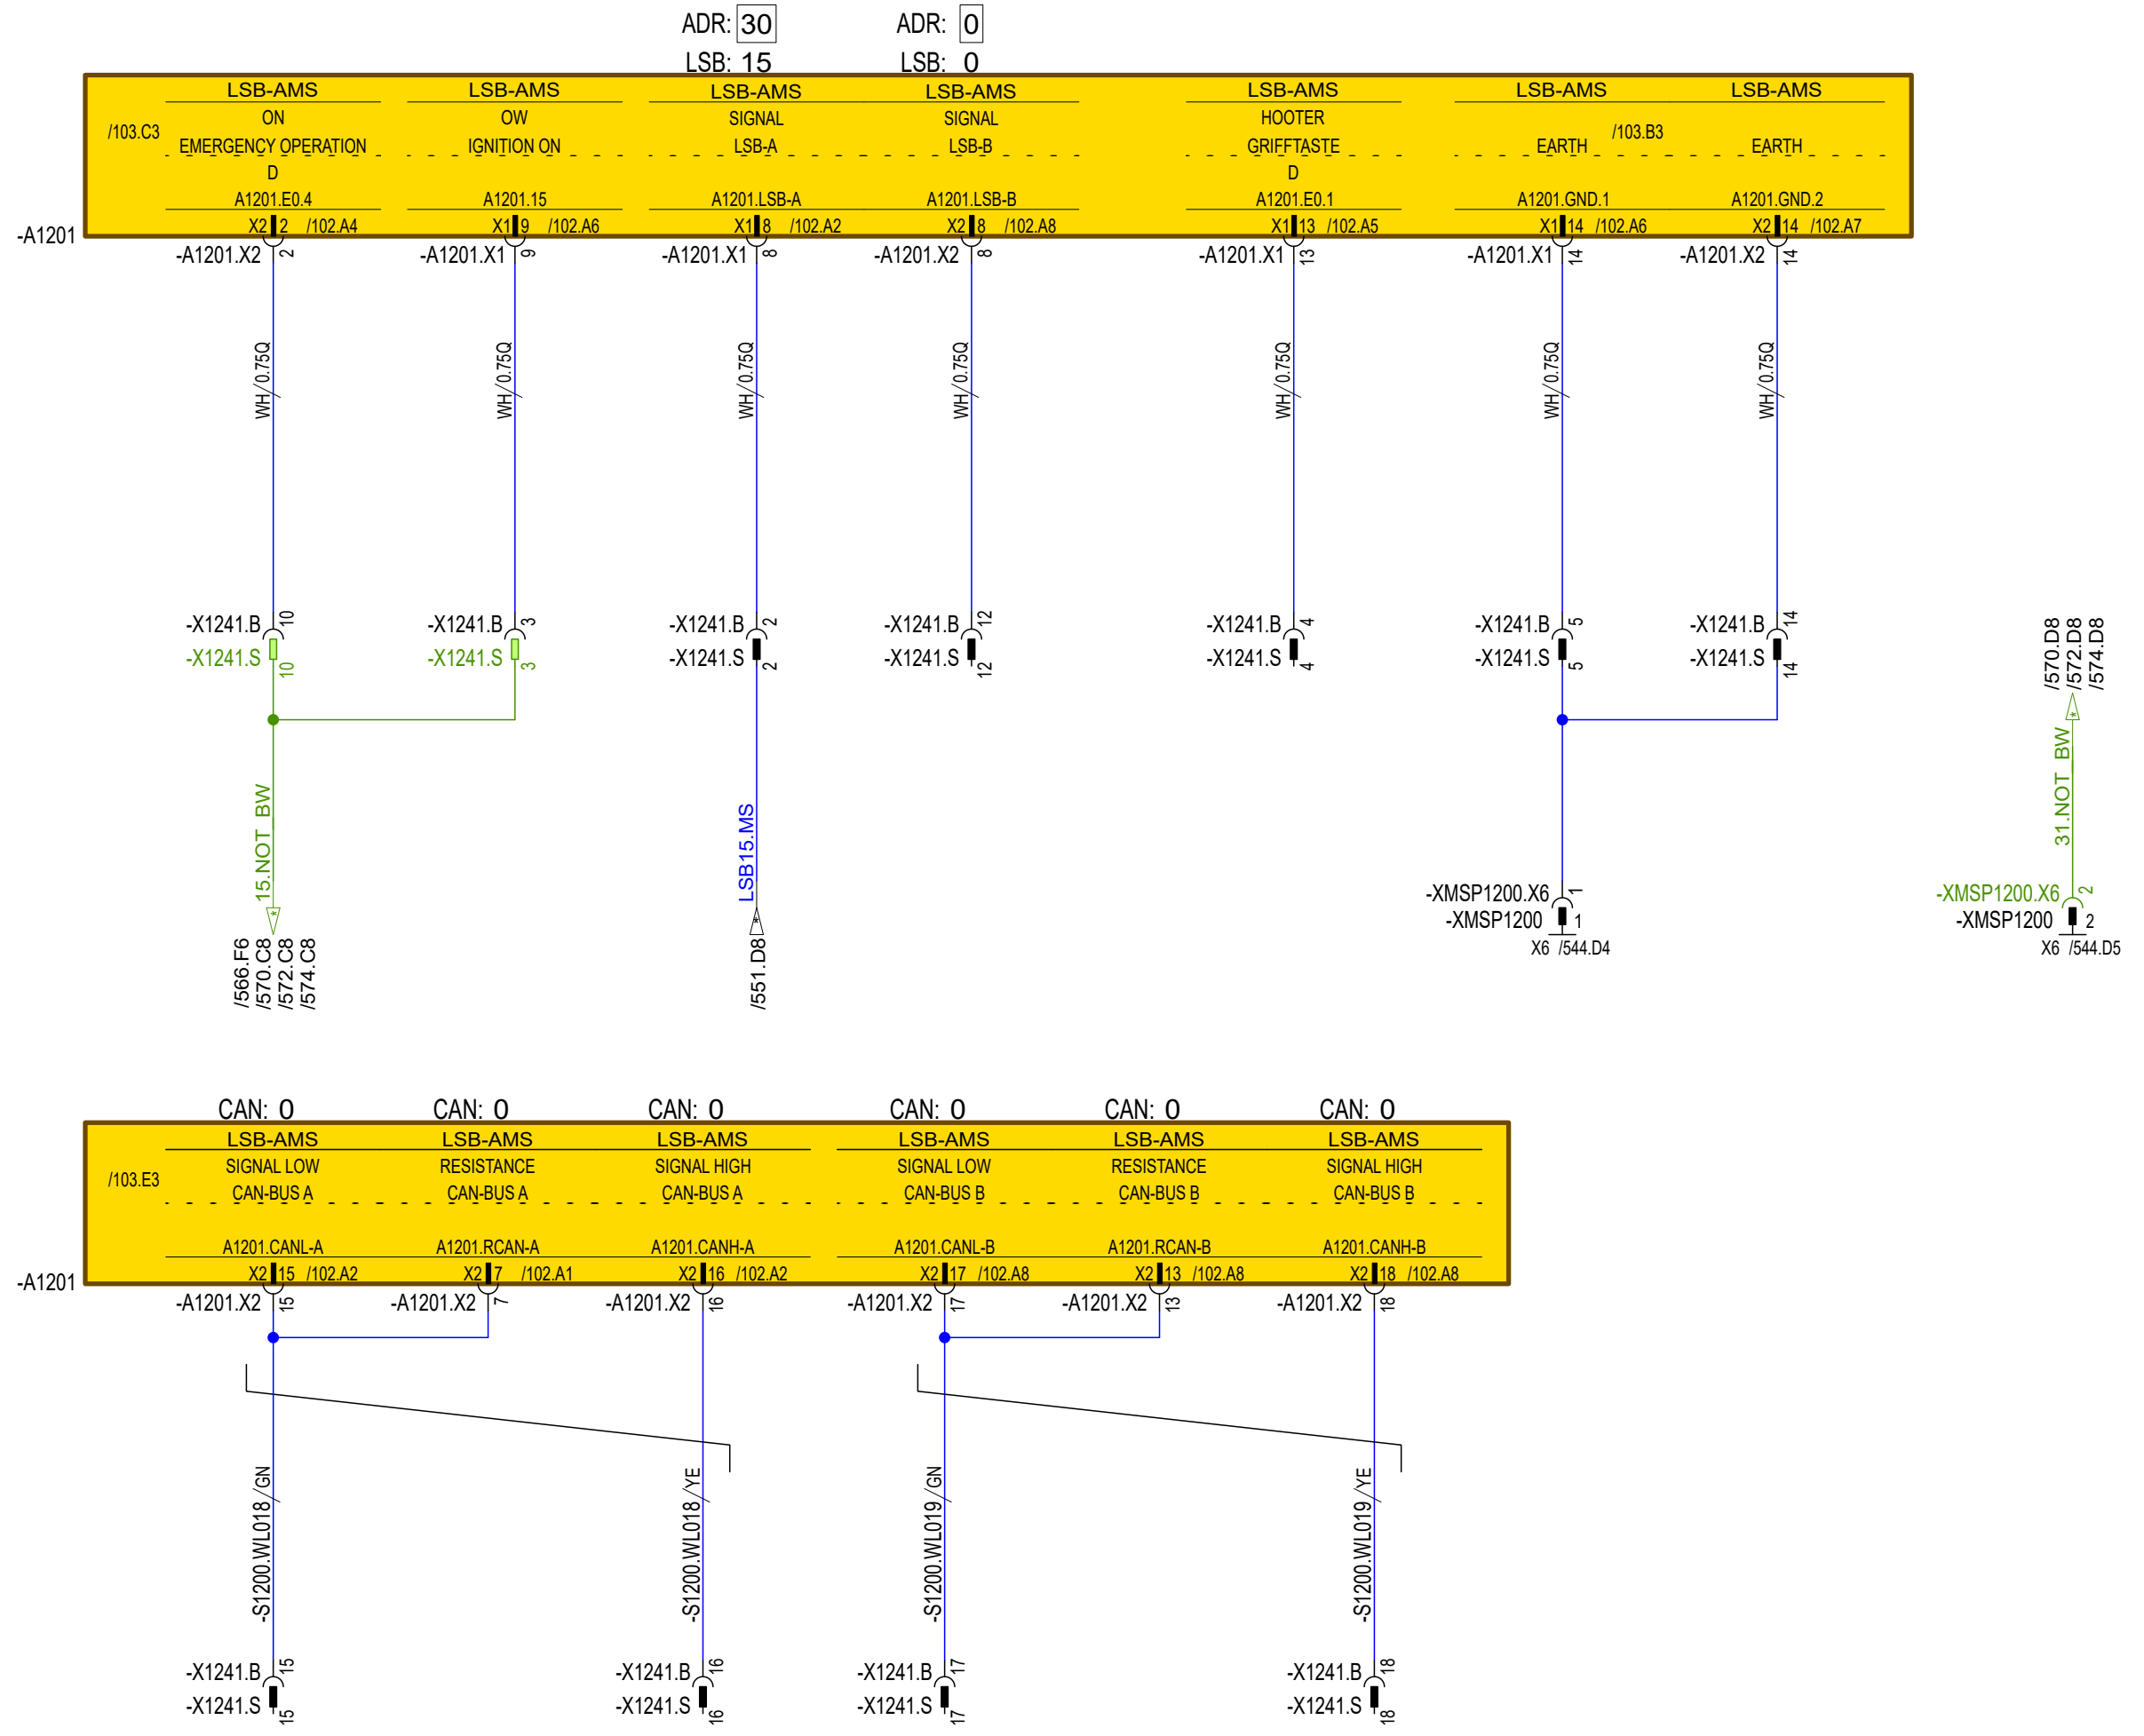 ADR: 30 ADR: 0
LSB: 15 LSB: 0
LSB-AMS LSB-AMS LSB-AMS LSB-AMS LSB-AMS LSB-AMS LSB-AMS
ON OW SIGNAL SIGNAL HOOTER
/103.C3 /103.B3
EMERGENCY OPERATION IGNITION ON LSB-A LSB-B GRIFFTASTE EARTH EARTH
D D
A1201.E0.4 A1201.15 A1201.LSB-A A1201.LSB-B A1201.E0.1 A1201.GND.1 A1201.GND.2
X2 2 /102.A4 X1 9 /102.A6 X1 8 /102.A2 X2 8 /102.A8 X1 13 /102.A5 X1 14 /102.A6 X2 14 /102.A7
-A1201
-A1201.X2 2 -A1201.X1 9 -A1201.X1 8 -A1201.X2 8 -A1201.X1 13 -A1201.X1 14 -A1201.X2 14
WH/0.75Q WH/0.75Q WH/0.75Q WH/0.75Q WH/0.75Q WH/0.75Q WH/0.75Q
-X1241.B 10 -X1241.B 3 -X1241.B 2 -X1241.B 12 -X1241.B 4 -X1241.B 5 -X1241.B 14
-X1241.S 10 -X1241.S 3 -X1241.S 2 -X1241.S 12 -X1241.S 4 -X1241.S 5 -X1241.S 14
/570.D8
/572.D8
/574.D8
*
15.NOT BW LSB15.MS 31.NOT BW
-XMSP1200.X6 1 -XMSP1200.X6 2
-XMSP1200 1 -XMSP1200 2
X6 /544.D4 X6 /544.D5
* *
/566.F6
/570.C8
/572.C8
/574.C8
/551.D8
CAN: 0 CAN: 0 CAN: 0 CAN: 0 CAN: 0 CAN: 0
LSB-AMS LSB-AMS LSB-AMS LSB-AMS LSB-AMS LSB-AMS
SIGNAL LOW RESISTANCE SIGNAL HIGH SIGNAL LOW RESISTANCE SIGNAL HIGH
/103.E3
CAN-BUS A CAN-BUS A CAN-BUS A CAN-BUS B CAN-BUS B CAN-BUS B
A1201.CANL-A A1201.RCAN-A A1201.CANH-A A1201.CANL-B A1201.RCAN-B A1201.CANH-B
X2 15 /102.A2 X2 7 /102.A1 X2 16 /102.A2 X2 17 /102.A8 X2 13 /102.A8 X2 18 /102.A8
-A1201
-A1201.X2 15 -A1201.X2 7 -A1201.X2 16 -A1201.X2 17 -A1201.X2 13 -A1201.X2 18
-S1200.WL018/GN -S1200.WL018/YE -S1200.WL019/GN -S1200.WL019/YE
-X1241.B 15 -X1241.B 16 -X1241.B 17 -X1241.B 18
-X1241.S 15 -X1241.S 16 -X1241.S 17 -X1241.S 18